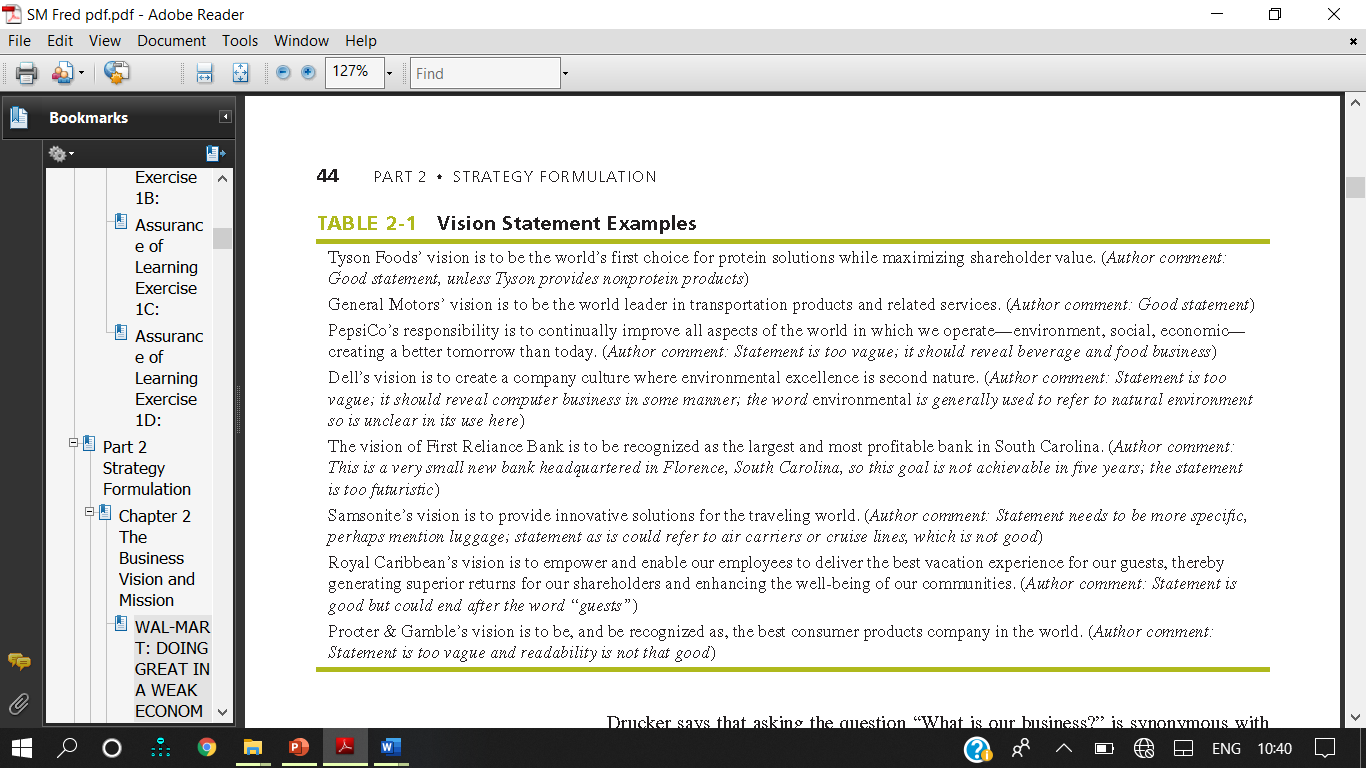 SM Fred pdf.pdf - Adobe Reader
File Edit View Document Tools Window Help
127%
Find
Bookmarks
Exercise
1B:
Assuranc
e of
Learning
Exercise
1C:
Assuranc
e of
Learning
Exercise
1D:
Part 2
Strategy
Formulation
Chapter 2
The
Business
Vision and
Mission
WAL-MAR
T: DOING
GREAT IN
A WEAK
ECONOM
44 PART 2 • STRATEGY FORMULATION
TABLE 2-1 Vision Statement Examples
Tyson Foods’ vision is to be the world’s first choice for protein solutions while maximizing shareholder value. (Author comment:
Good statement, unless Tyson provides nonprotein products)
General Motors’ vision is to be the world leader in transportation products and related services. (Author comment: Good statement)
PepsiCo’s responsibility is to continually improve all aspects of the world in which we operate—environment, social, economic—
creating a better tomorrow than today. (Author comment: Statement is too vague; it should reveal beverage and food business)
Dell’s vision is to create a company culture where environmental excellence is second nature. (Author comment: Statement is too
vague; it should reveal computer business in some manner; the word environmental is generally used to refer to natural environment
so is unclear in its use here)
The vision of First Reliance Bank is to be recognized as the largest and most profitable bank in South Carolina. (Author comment:
This is a very small new bank headquartered in Florence, South Carolina, so this goal is not achievable in five years; the statement
is too futuristic)
Samsonite’s vision is to provide innovative solutions for the traveling world. (Author comment: Statement needs to be more specific,
perhaps mention luggage; statement as is could refer to air carriers or cruise lines, which is not good)
Royal Caribbean’s vision is to empower and enable our employees to deliver the best vacation experience for our guests, thereby
generating superior returns for our shareholders and enhancing the well-being of our communities. (Author comment: Statement is
good but could end after the word “guests”)
Procter & Gamble’s vision is to be, and be recognized as, the best consumer products company in the world. (Author comment:
Statement is too vague and readability is not that good)
Drucker says that asking the question “What is our business?” is synonymous with
ENG 10:40